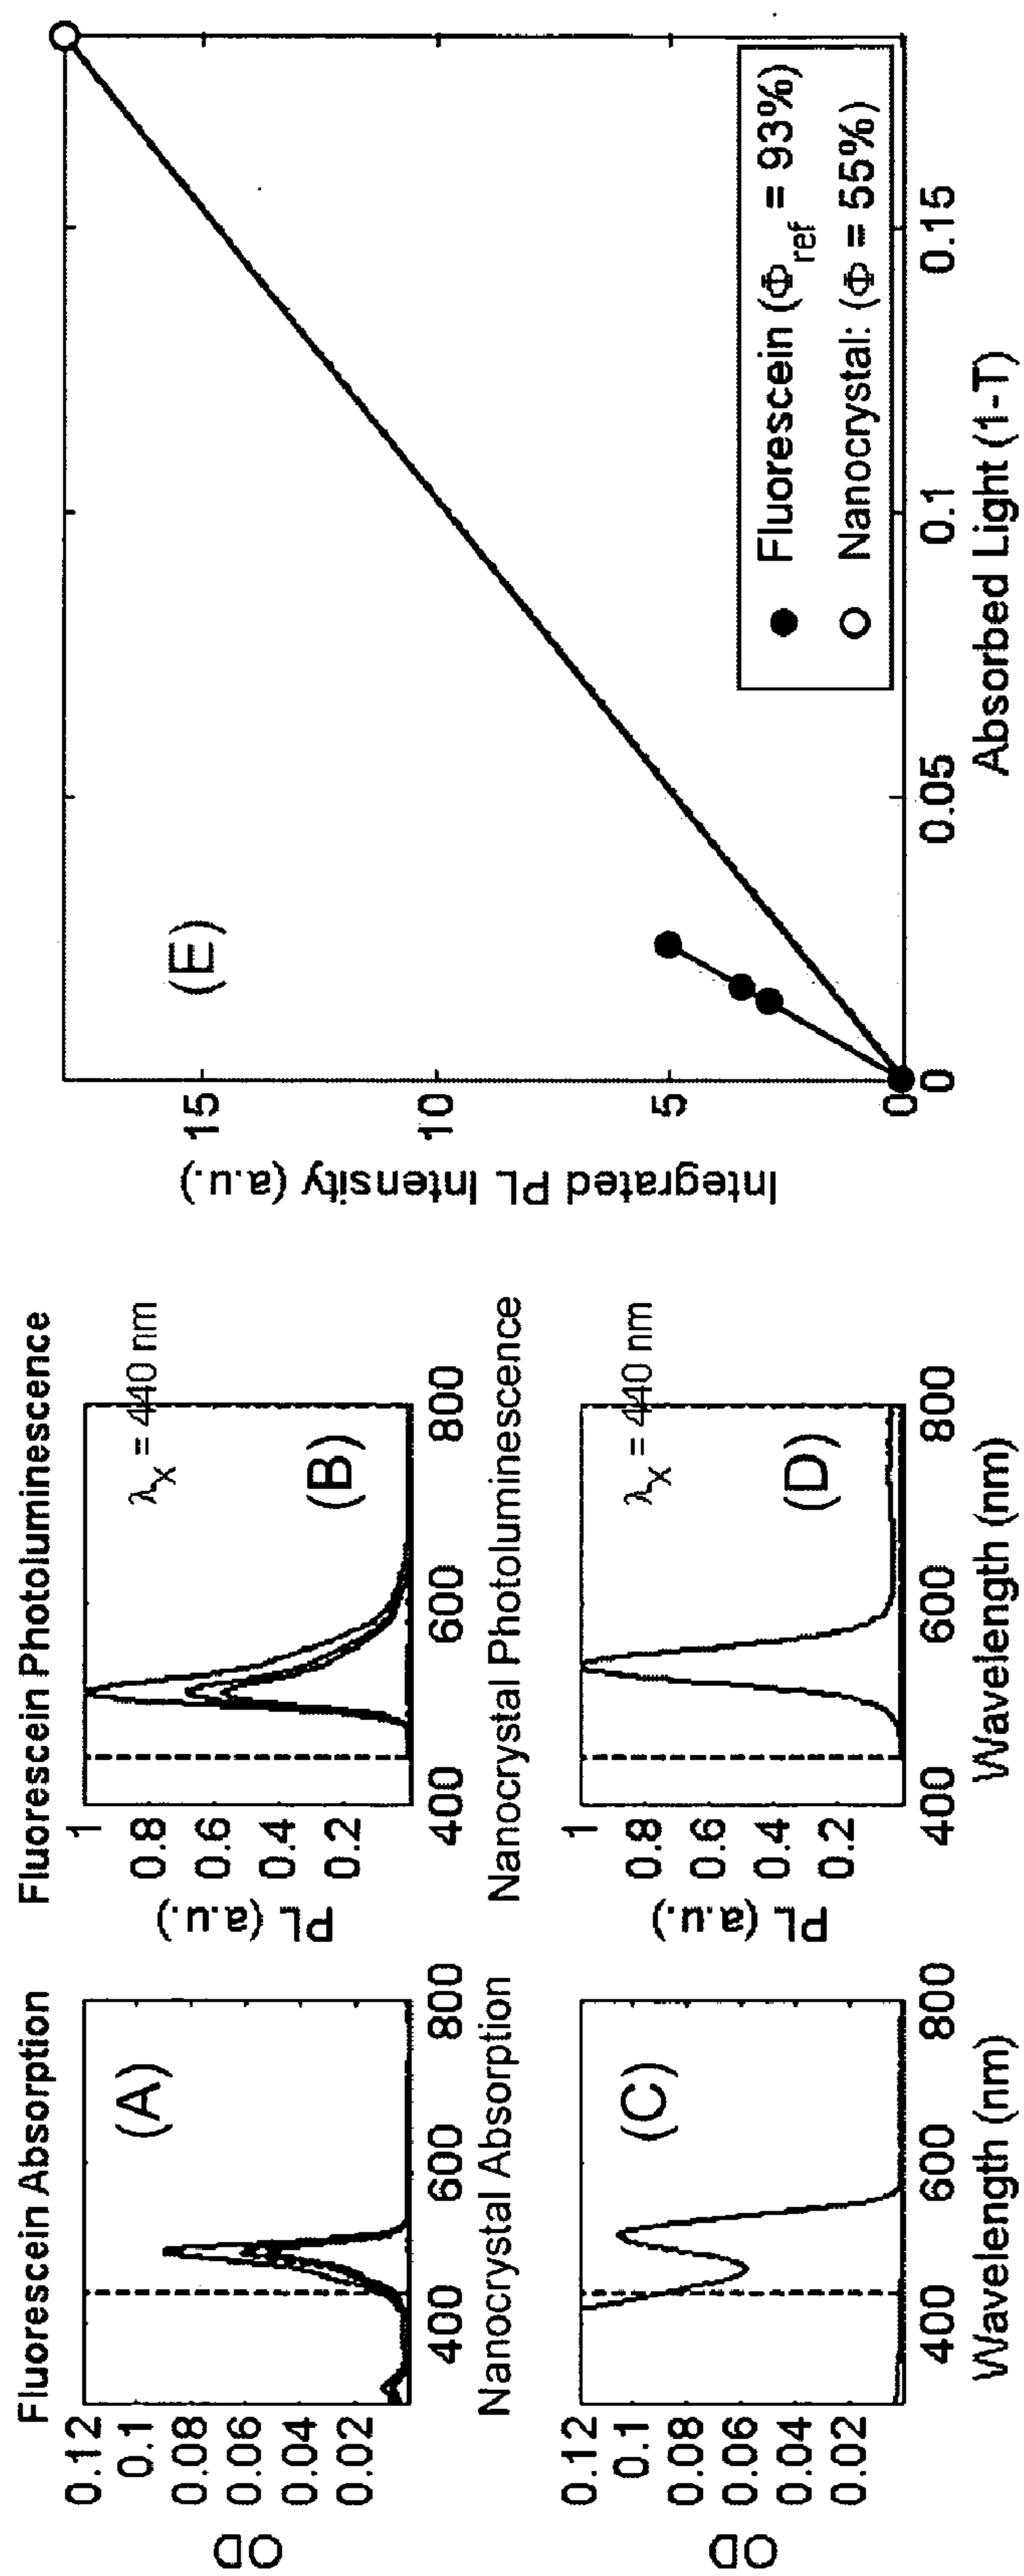 Fluorescein Absorption
(A)
OD
0.12
0.1
0.08
0.06
0.04
0.02
400
600
800
Fluorescein Photoluminescence
λx = 440 nm
(B)
PL (a.u.)
1
0.8
0.6
0.4
0.2
400
600
800
Nanocrystal Absorption
(C)
OD
0.12
0.1
0.08
0.06
0.04
0.02
400
600
800
Wavelength (nm)
Nanocrystal Photoluminescence
λx = 440 nm
(D)
PL (a.u.)
1
0.8
0.6
0.4
0.2
400
600
800
Wavelength (nm)
(E)
Integrated PL Intensity (a.u.)
15
10
5
0
0
0.05
0.1
0.15
Absorbed Light (1-T)
Fluorescein (Φref = 93%)
Nanocrystal: (Φ = 55%)